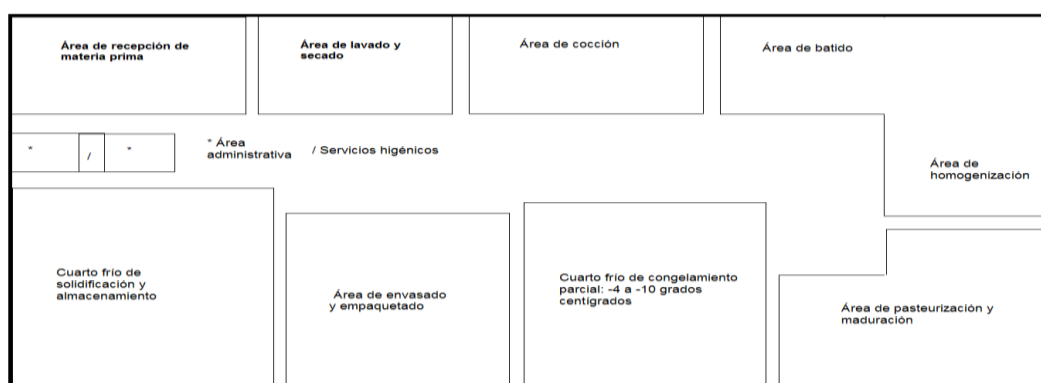 Área de recepción de
materia prima
Área de lavado y
secado
Área de cocción
Área de batido
*
/
*
* Área
administrativa
/ Servicios higénicos
Área de
homogenización
Cuarto frío de
solidificación y
almacenamiento
Área de envasado
y empaquetado
Cuarto frío de congelamiento
parcial: -4 a -10 grados
centígrados
Área de pasteurización y
maduración